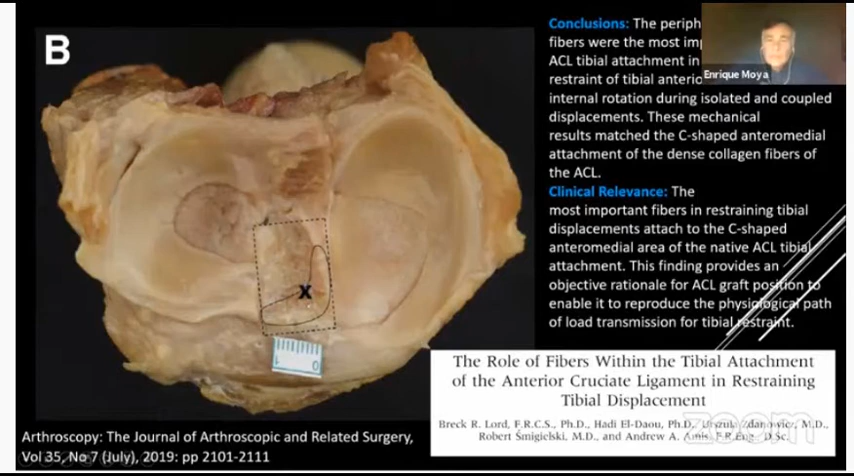 B
Conclusions: The periph
fibers were the most imp
ACL tibial attachment in
restraint of tibial anterio
internal rotation during isolated and coupled
displacements. These mechanical
results matched the C-shaped anteromedial
attachment of the dense collagen fibers of
the ACL.
Clinical Relevance: The
most important fibers in restraining tibial
displacements attach to the C-shaped
anteromedial area of the native ACL tibial
attachment. This finding provides an
objective rationale for ACL graft position to
enable it to reproduce the physiological path
of load transmission for tibial restraint.
Enrique Moya
X
0
The Role of Fibers Within the Tibial Attachment
of the Anterior Cruciate Ligament in Restraining
Tibial Displacement
Breck R. Lord, F.R.C.S., Ph.D., Hadi El-Daou, Ph.D., Urszula Zdanowicz, M.D.,
Robert Śmigielski, M.D., and Andrew A. Amis, F.R.Eng., D.Sc.
zoom
Arthroscopy: The Journal of Arthroscopic and Related Surgery,
Vol 35, No 7 (July), 2019: pp 2101-2111